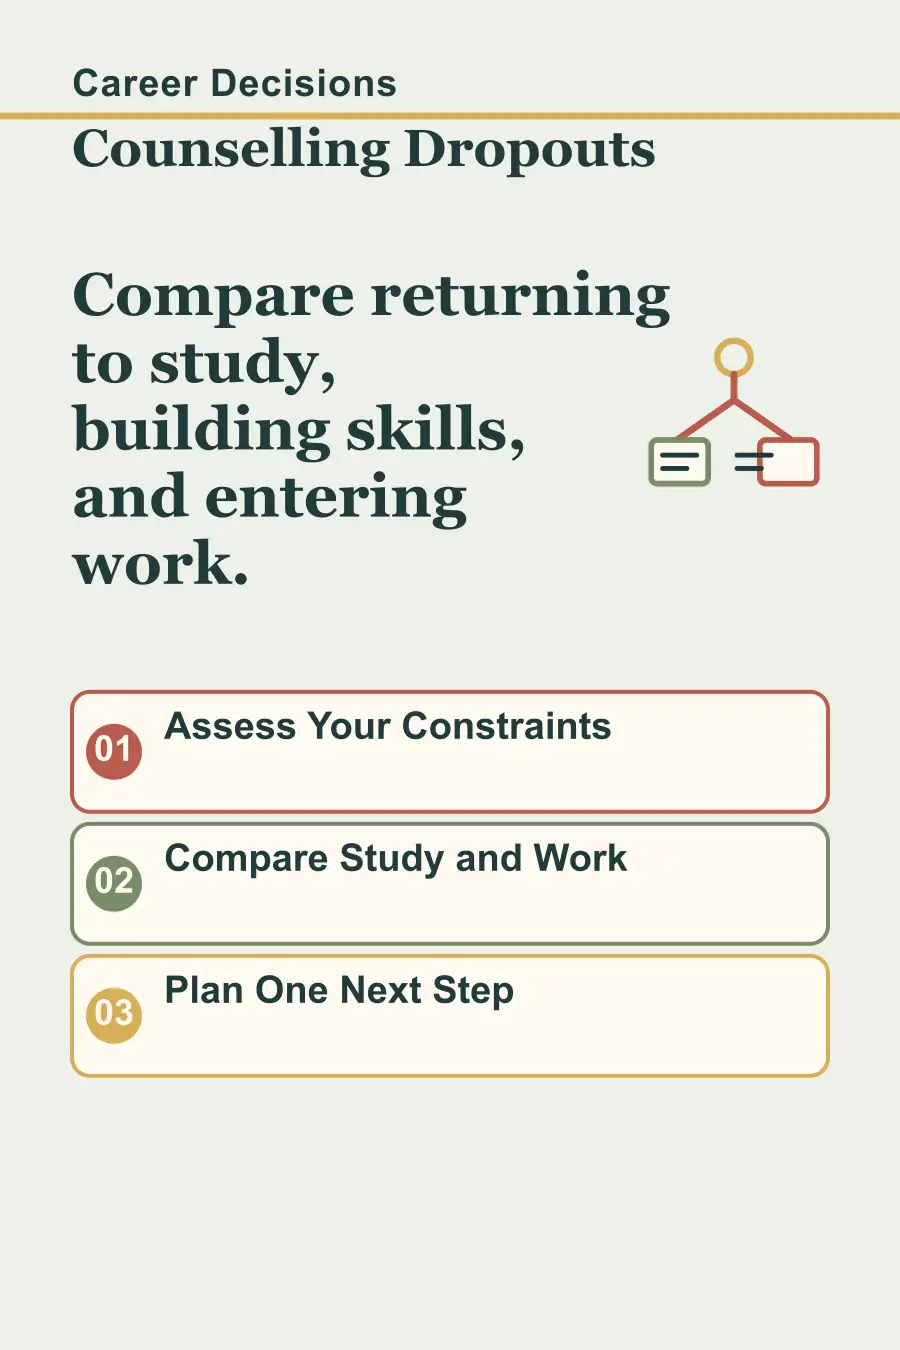 Career Decisions
Counselling Dropouts
Compare returning
to study,
building skills,
and entering
work.
01 Assess Your Constraints
02 Compare Study and Work
03 Plan One Next Step